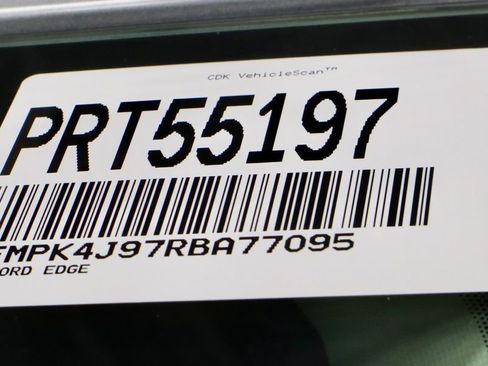 CDK VehicleScan™
PRT55197
FMPK4J97RBA77095
ORD EDGE